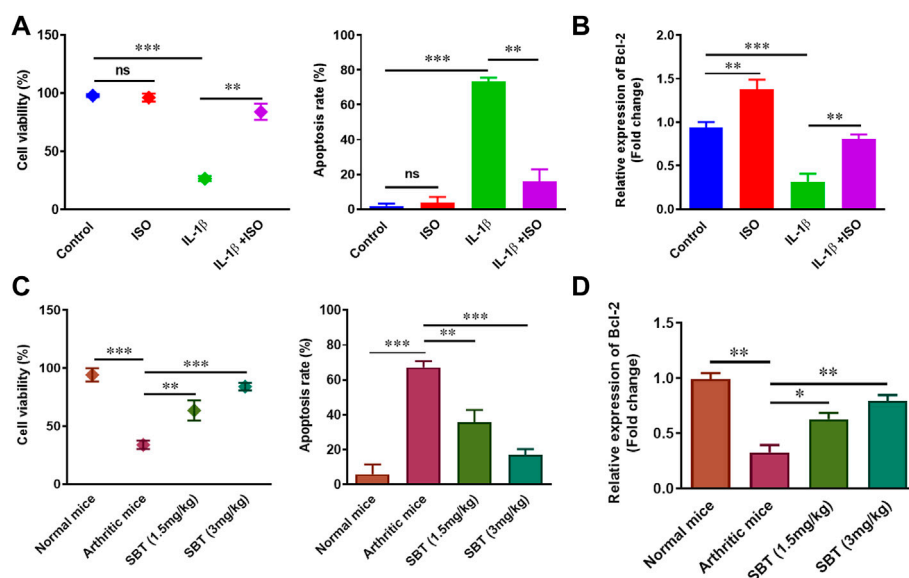 A
Cell viability (%)
150
100
50
0
***
ns
**
Control
ISO
IL-1β
IL-1β +ISO
Apoptosis rate (%)
80
60
40
20
0
***
**
ns
Control
ISO
IL-1β
IL-1β +ISO
B
Relative expression of Bcl-2
(Fold change)
2.0
1.5
1.0
0.5
0.0
***
**
**
Control
ISO
IL-1β
IL-1β +ISO
C
Cell viability (%)
150
100
50
0
***
***
**
Normal mice
Arthritic mice
SBT (1.5mg/kg)
SBT (3mg/kg)
Apoptosis rate (%)
100
80
60
40
20
0
***
***
**
Normal mice
Arthritic mice
SBT (1.5mg/kg)
SBT (3mg/kg)
D
Relative expression of Bcl-2
(Fold change)
1.5
1.0
0.5
0.0
**
**
*
Normal mice
Arthritic mice
SBT (1.5mg/kg)
SBT (3mg/kg)